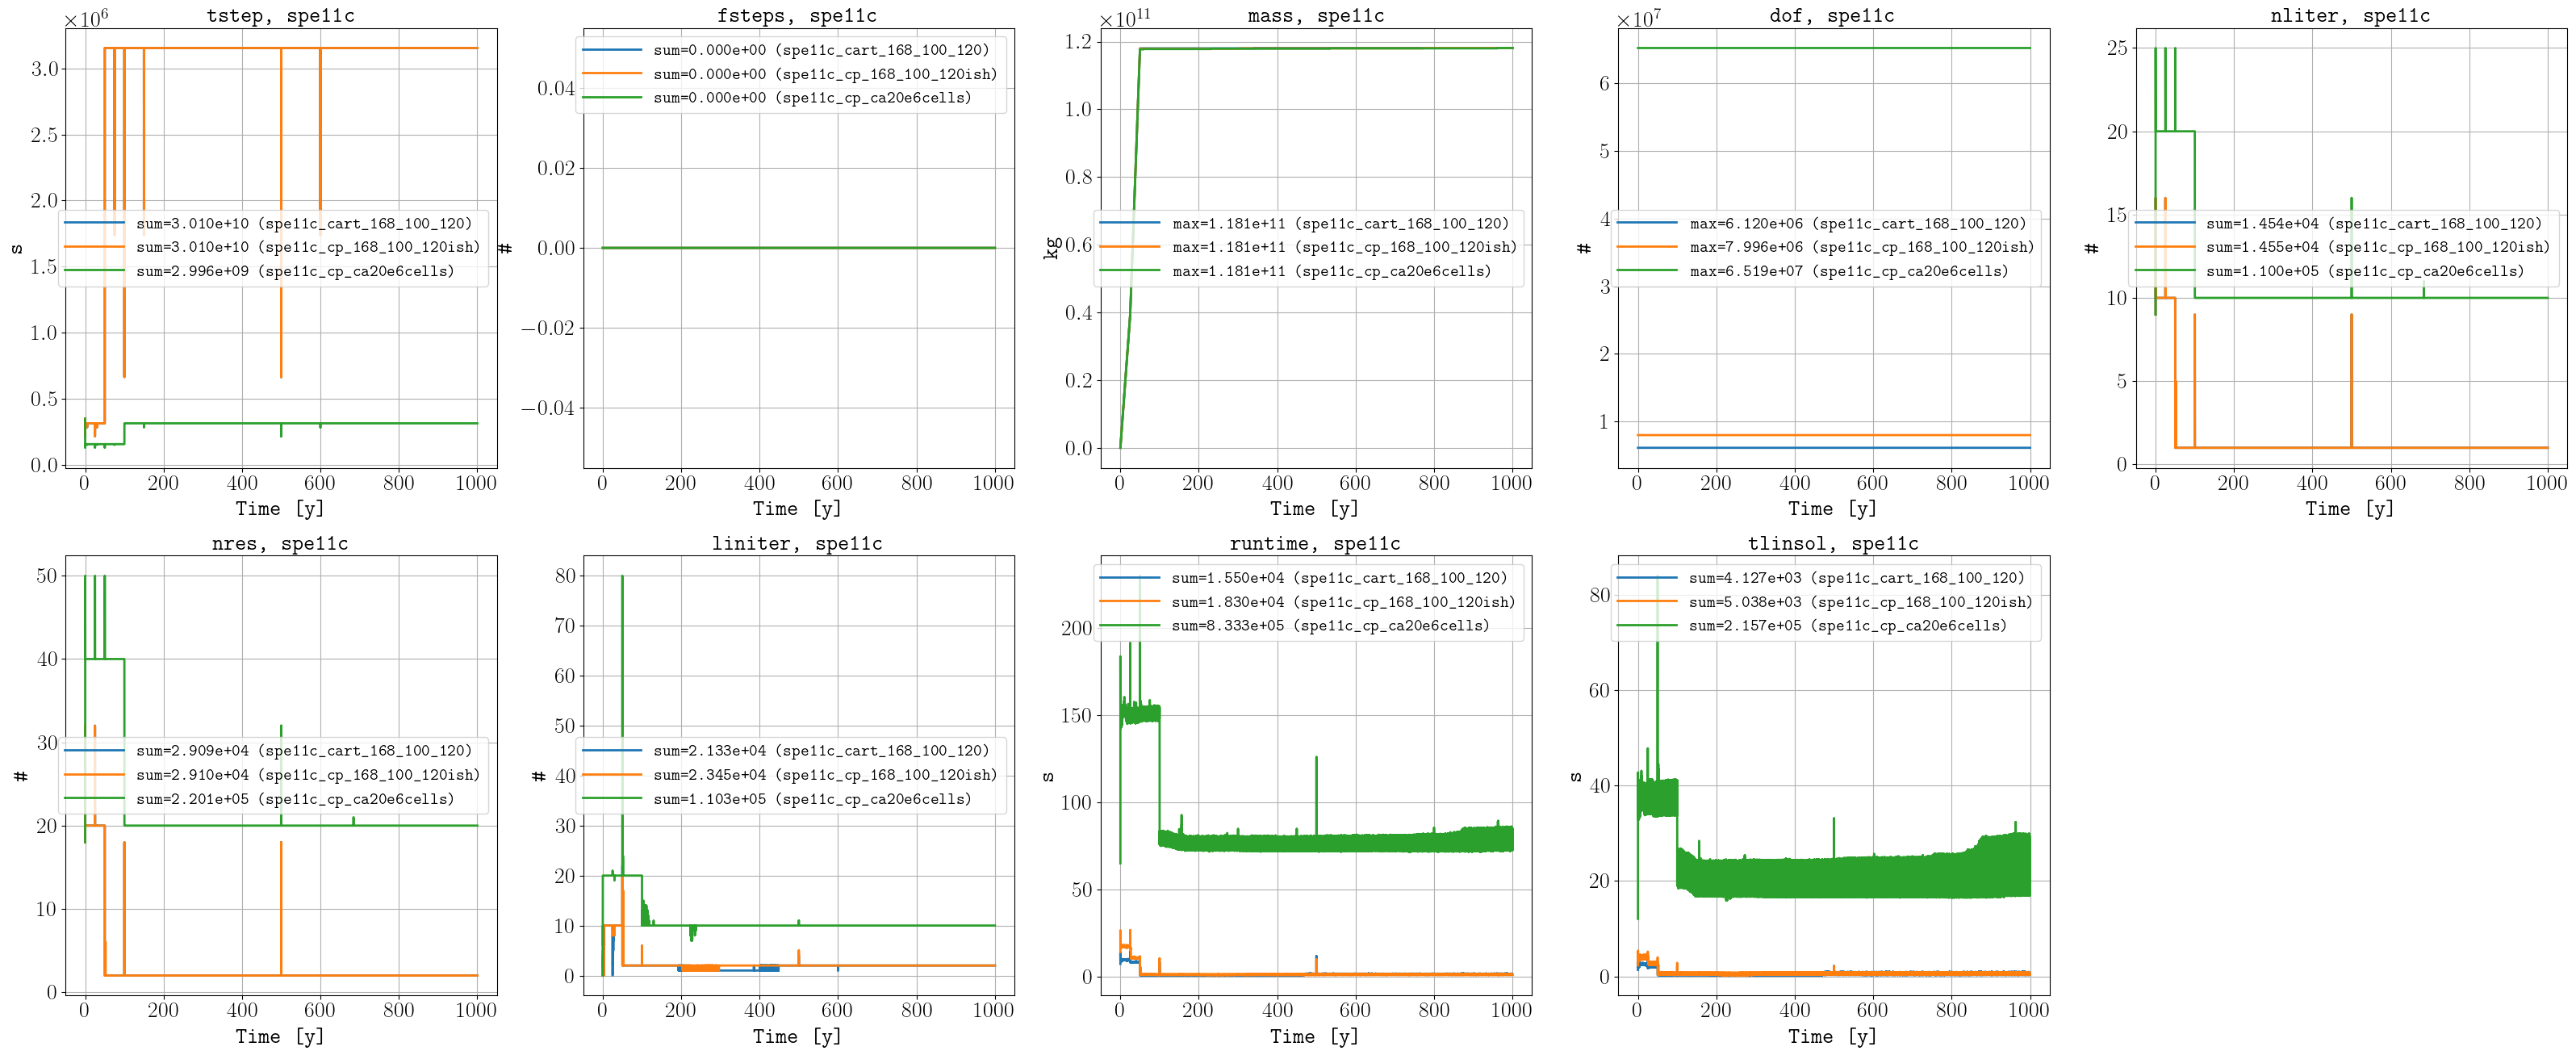 tstep, spe11c
×10^6
3.0
2.5
2.0
1.5
1.0
0.5
0.0
s
sum=3.010e+10 (spe11c_cart_168_100_120)
sum=3.010e+10 (spe11c_cp_168_100_120ish)
sum=2.996e+09 (spe11c_cp_ca20e6cells)
0 200 400 600 800 1000
Time [y]
fsteps, spe11c
sum=0.000e+00 (spe11c_cart_168_100_120)
sum=0.000e+00 (spe11c_cp_168_100_120ish)
sum=0.000e+00 (spe11c_cp_ca20e6cells)
0.04
0.02
0.00
−0.02
−0.04
#
0 200 400 600 800 1000
Time [y]
mass, spe11c
×10^11
1.2
1.0
0.8
0.6
0.4
0.2
0.0
kg
max=1.181e+11 (spe11c_cart_168_100_120)
max=1.181e+11 (spe11c_cp_168_100_120ish)
max=1.181e+11 (spe11c_cp_ca20e6cells)
0 200 400 600 800 1000
Time [y]
dof, spe11c
×10^7
6
5
4
3
2
1
#
max=6.120e+06 (spe11c_cart_168_100_120)
max=7.996e+06 (spe11c_cp_168_100_120ish)
max=6.519e+07 (spe11c_cp_ca20e6cells)
0 200 400 600 800 1000
Time [y]
nliter, spe11c
25
20
15
10
5
0
#
sum=1.454e+04 (spe11c_cart_168_100_120)
sum=1.455e+04 (spe11c_cp_168_100_120ish)
sum=1.100e+05 (spe11c_cp_ca20e6cells)
0 200 400 600 800 1000
Time [y]
nres, spe11c
50
40
30
20
10
0
#
sum=2.909e+04 (spe11c_cart_168_100_120)
sum=2.910e+04 (spe11c_cp_168_100_120ish)
sum=2.201e+05 (spe11c_cp_ca20e6cells)
0 200 400 600 800 1000
Time [y]
liniter, spe11c
80
70
60
50
40
30
20
10
0
#
sum=2.133e+04 (spe11c_cart_168_100_120)
sum=2.345e+04 (spe11c_cp_168_100_120ish)
sum=1.103e+05 (spe11c_cp_ca20e6cells)
0 200 400 600 800 1000
Time [y]
runtime, spe11c
sum=1.550e+04 (spe11c_cart_168_100_120)
sum=1.830e+04 (spe11c_cp_168_100_120ish)
sum=8.333e+05 (spe11c_cp_ca20e6cells)
200
150
100
50
0
s
0 200 400 600 800 1000
Time [y]
tlinsol, spe11c
sum=4.127e+03 (spe11c_cart_168_100_120)
sum=5.038e+03 (spe11c_cp_168_100_120ish)
sum=2.157e+05 (spe11c_cp_ca20e6cells)
80
60
40
20
0
s
0 200 400 600 800 1000
Time [y]